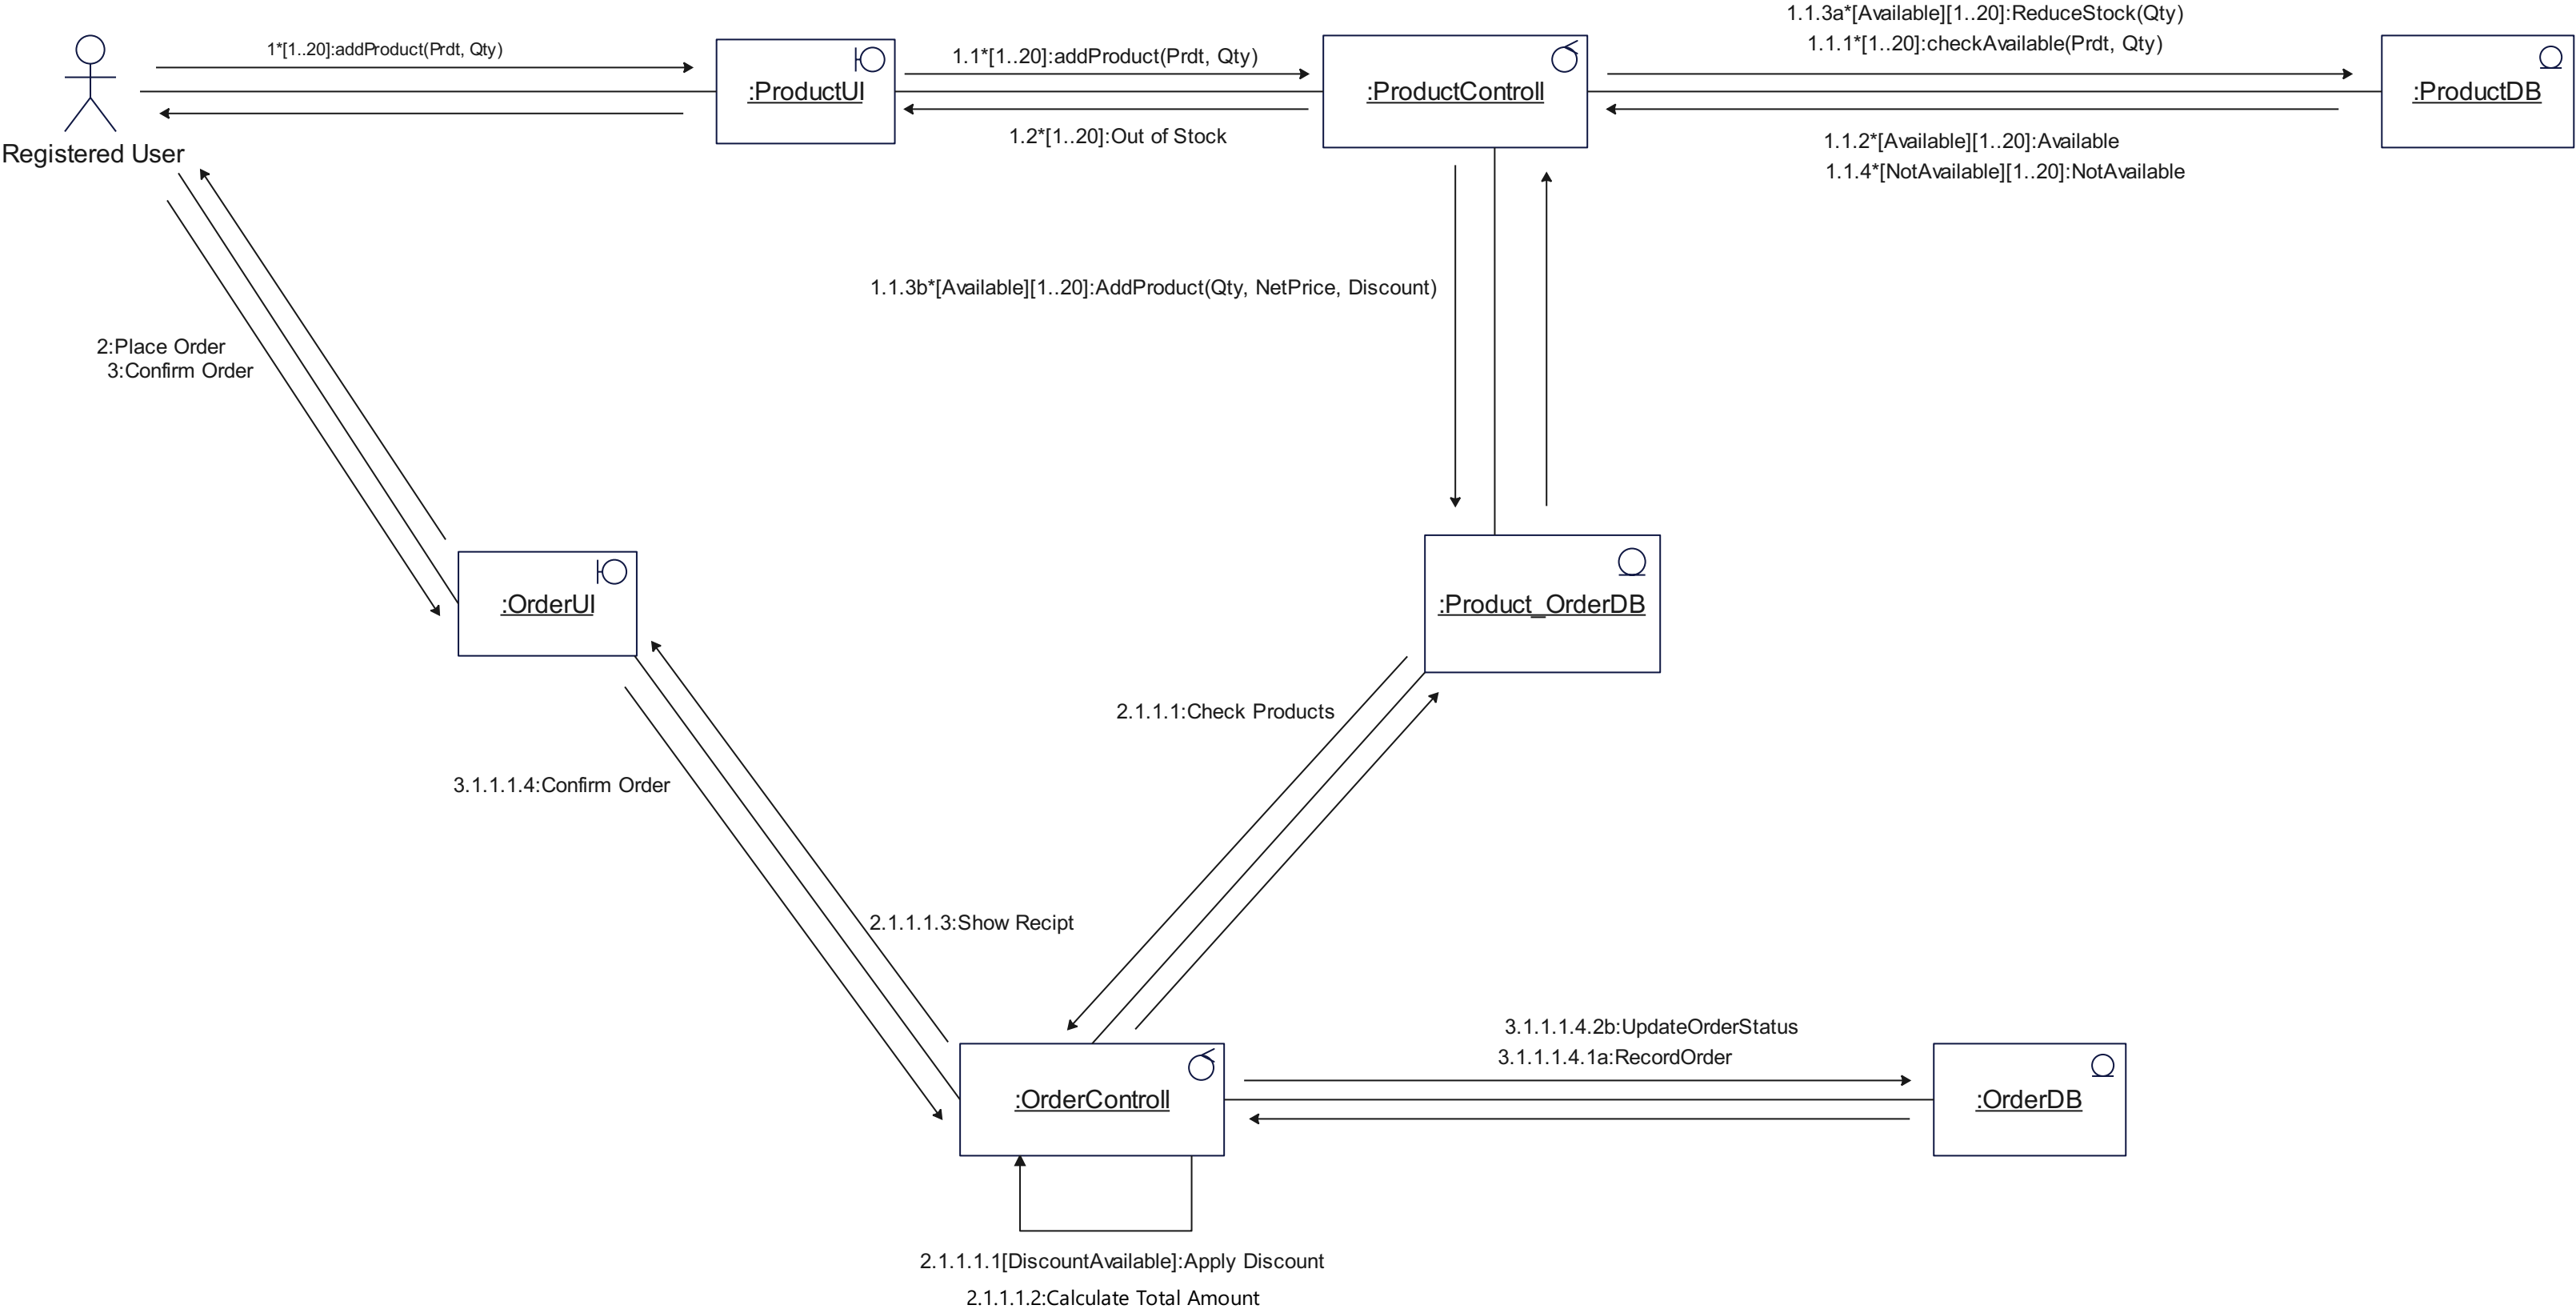 1.1.3a*[Available][1..20]:ReduceStock(Qty)
1*[1..20]:addProduct(Prdt, Qty)
1.1*[1..20]:addProduct(Prdt, Qty)
1.1.1*[1..20]:checkAvailable(Prdt, Qty)
:ProductUI
:ProductControll
:ProductDB
1.2*[1..20]:Out of Stock
1.1.2*[Available][1..20]:Available
Registered User
1.1.4*[NotAvailable][1..20]:NotAvailable
1.1.3b*[Available][1..20]:AddProduct(Qty, NetPrice, Discount)
2:Place Order
3:Confirm Order
:OrderUI
:Product_OrderDB
2.1.1.1:Check Products
3.1.1.1.4:Confirm Order
2.1.1.1.3:Show Recipt
3.1.1.1.4.2b:UpdateOrderStatus
3.1.1.1.4.1a:RecordOrder
:OrderControll
:OrderDB
2.1.1.1.1[DiscountAvailable]:Apply Discount
2.1.1.1.2:Calculate Total Amount